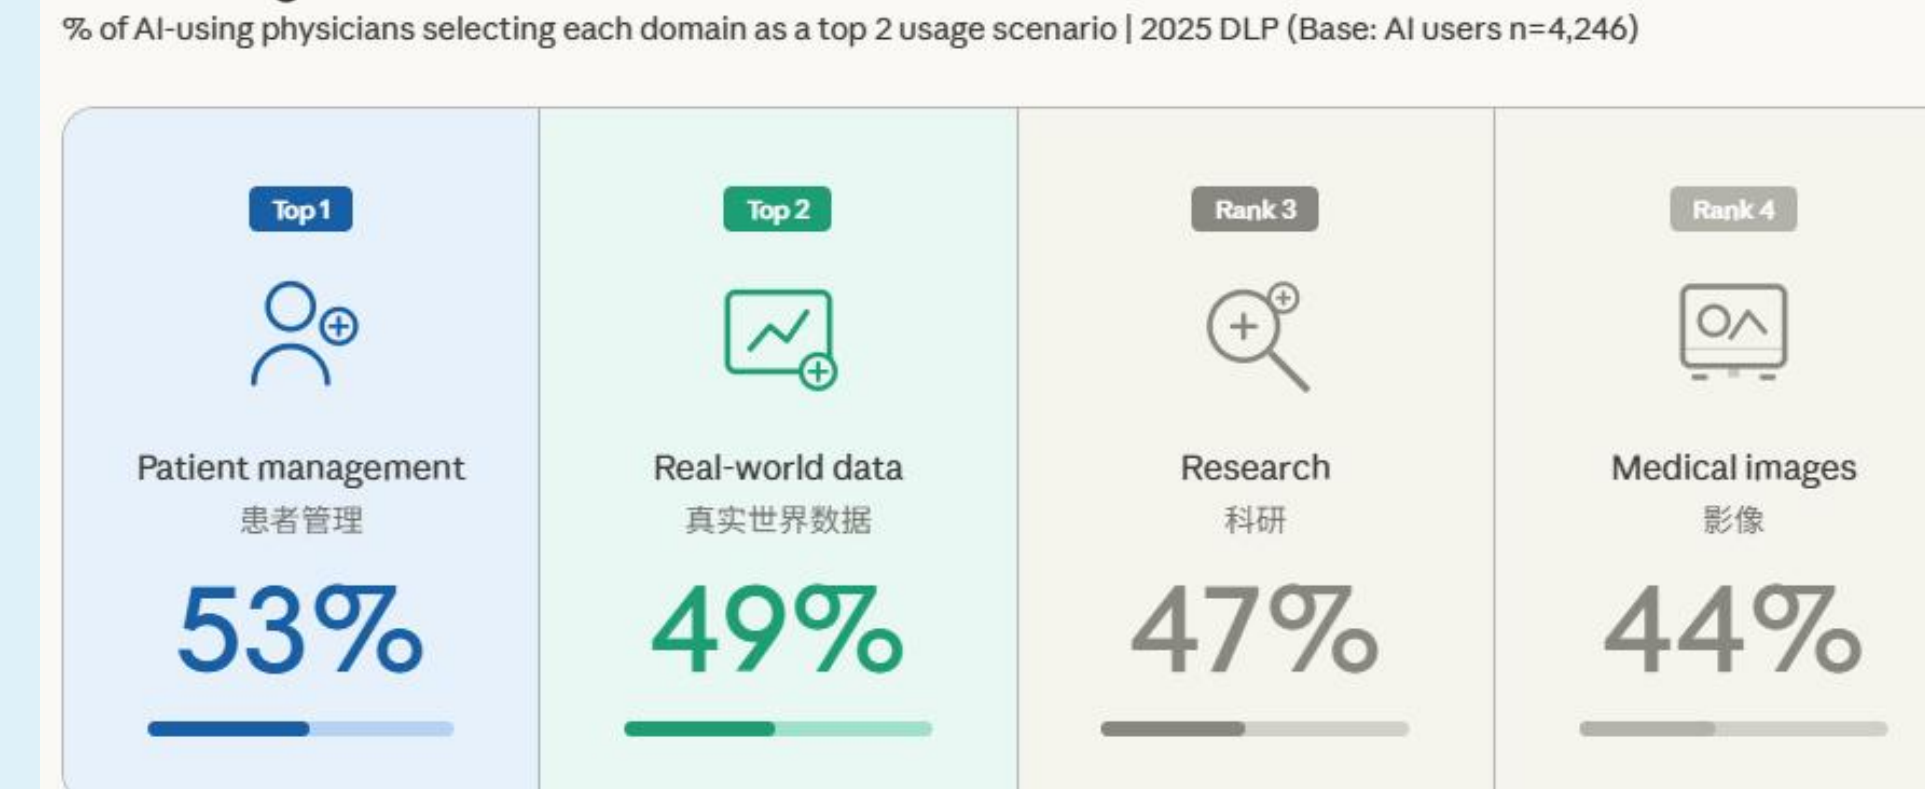 % of AI-using physicians selecting each domain as a top 2 usage scenario | 2025 DLP (Base: AI users n=4,246)
Top 1
Patient management
患者管理
53%
Top 2
Real-world data
真实世界数据
49%
Rank 3
Research
科研
47%
Rank 4
Medical images
影像
44%